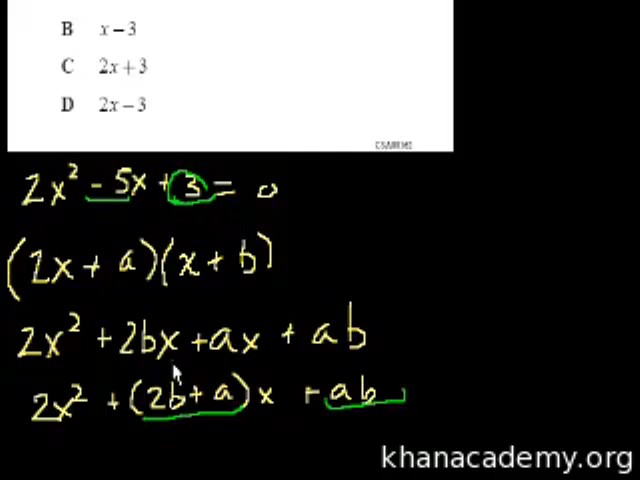 B x − 3
C 2x + 3
D 2x − 3
2x² − 5x + 3 = 0
(2x + a)(x + b)
2x² + 2bx + ax + ab
2x² + (2b + a)x + ab
khanacademy.org